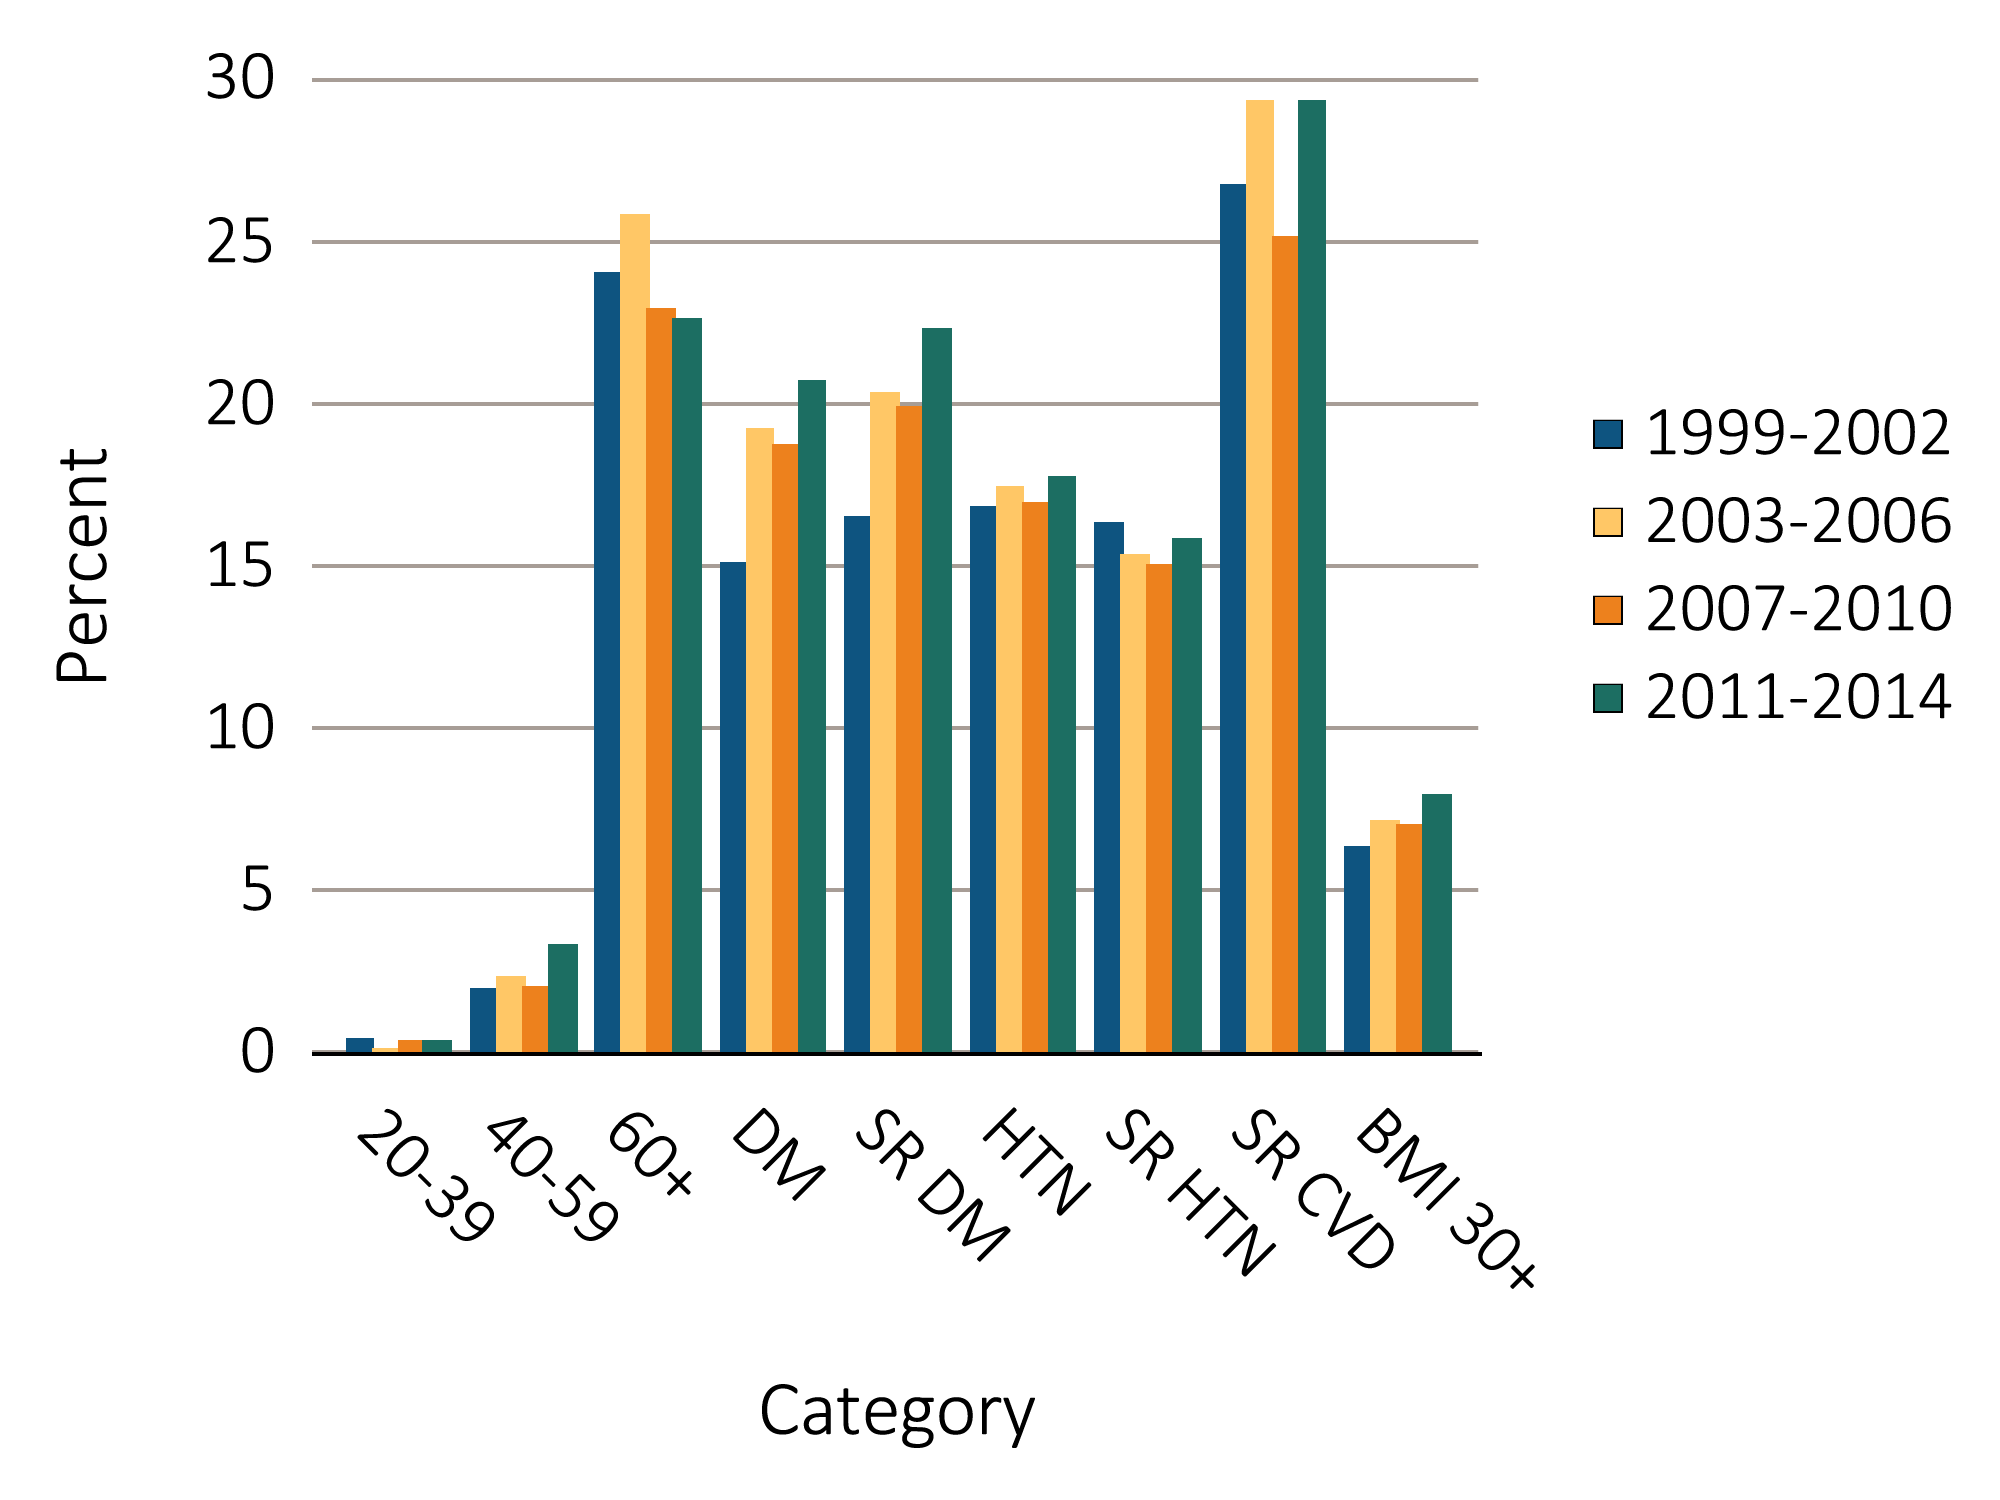 30
25
20
15
10
5
0
Percent
20-39
40-59
60+
DM
SR DM
HTN
SR HTN
SR CVD
BMI 30+
Category
1999-2002
2003-2006
2007-2010
2011-2014